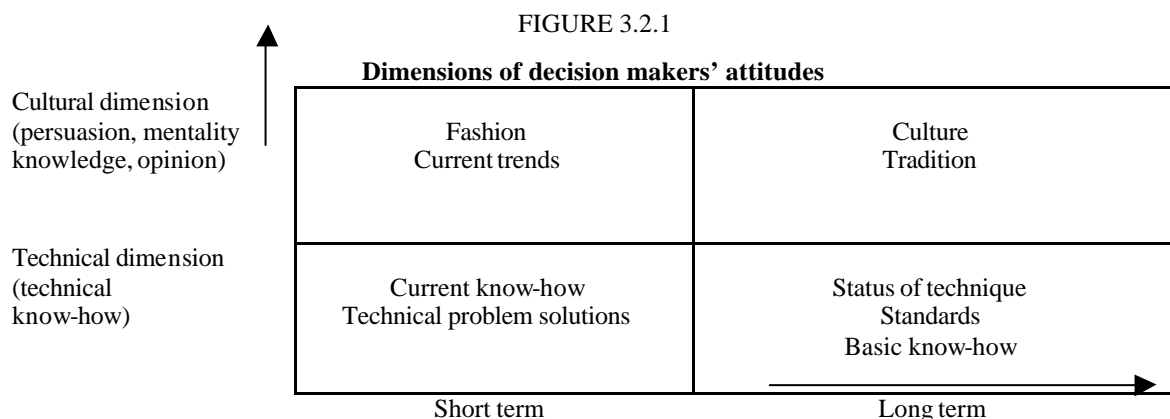 FIGURE 3.2.1
Dimensions of decision makers’ attitudes
Cultural dimension
(persuasion, mentality
knowledge, opinion)
Fashion
Current trends
Culture
Tradition
Technical dimension
(technical
know-how)
Current know-how
Technical problem solutions
Status of technique
Standards
Basic know-how
Short term
Long term